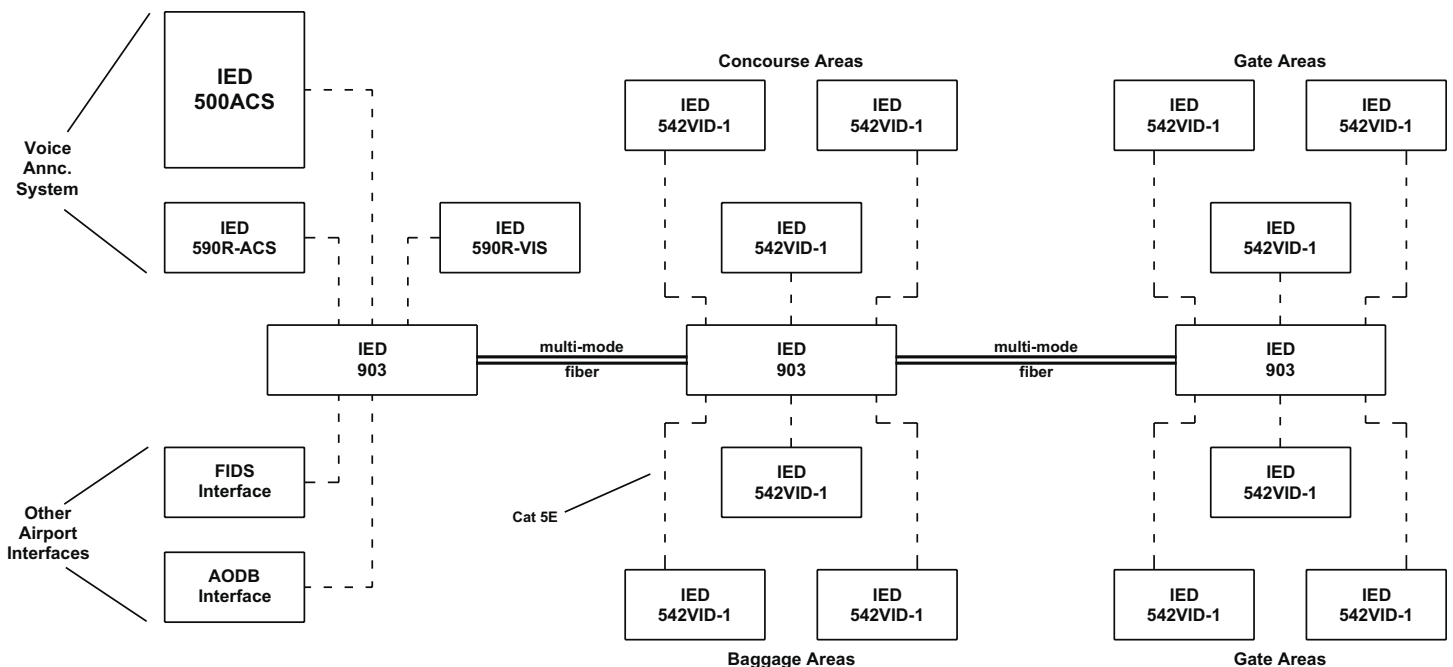 Voice
Annc.
System
IED
500ACS
IED
590R-ACS
IED
590R-VIS
IED
903
FIDS
Interface
AODB
Interface
Other
Airport
Interfaces
multi-mode
fiber
Concourse Areas
IED
542VID-1
IED
542VID-1
IED
542VID-1
IED
903
IED
542VID-1
IED
542VID-1
IED
542VID-1
Baggage Areas
Cat 5E
multi-mode
fiber
Gate Areas
IED
542VID-1
IED
542VID-1
IED
542VID-1
IED
903
IED
542VID-1
IED
542VID-1
IED
542VID-1
Gate Areas